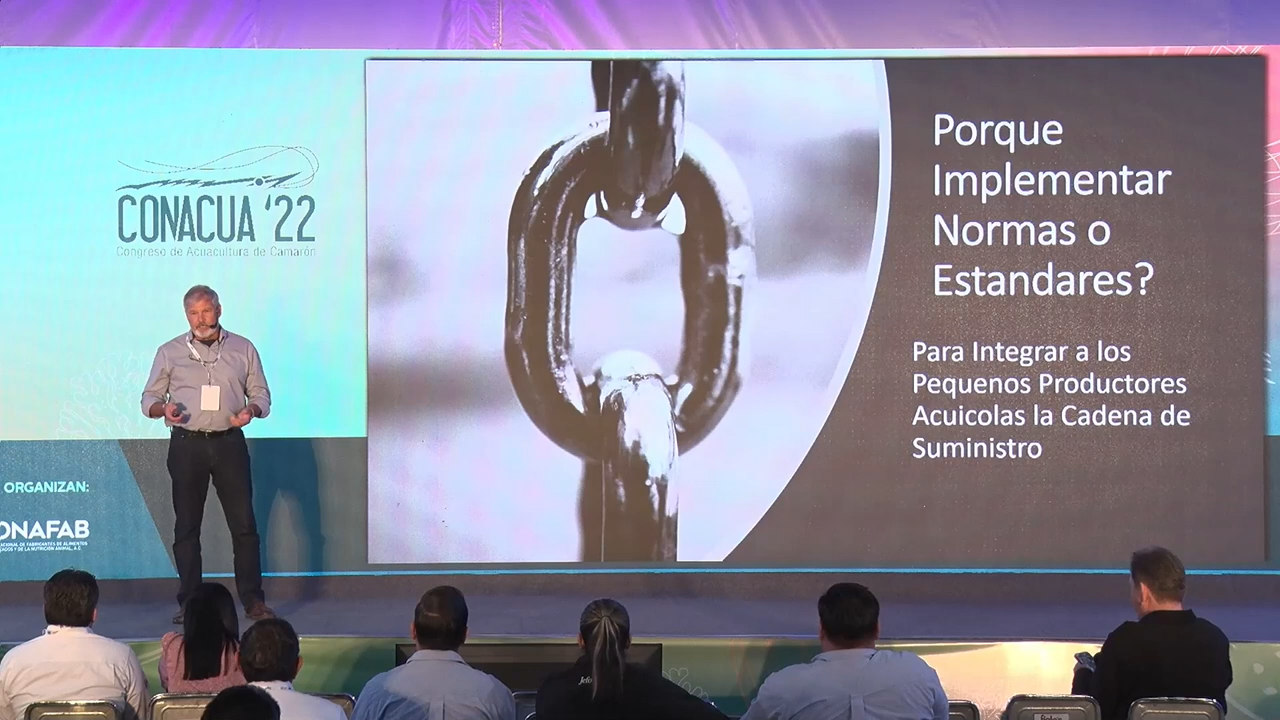 CONACUA '22
Congreso de Acuacultura de Camarón
ORGANIZAN:
ONAFAB
Porque
Implementar
Normas o
Estandares?
Para Integrar a los
Pequenos Productores
Acuicolas la Cadena de
Suministro